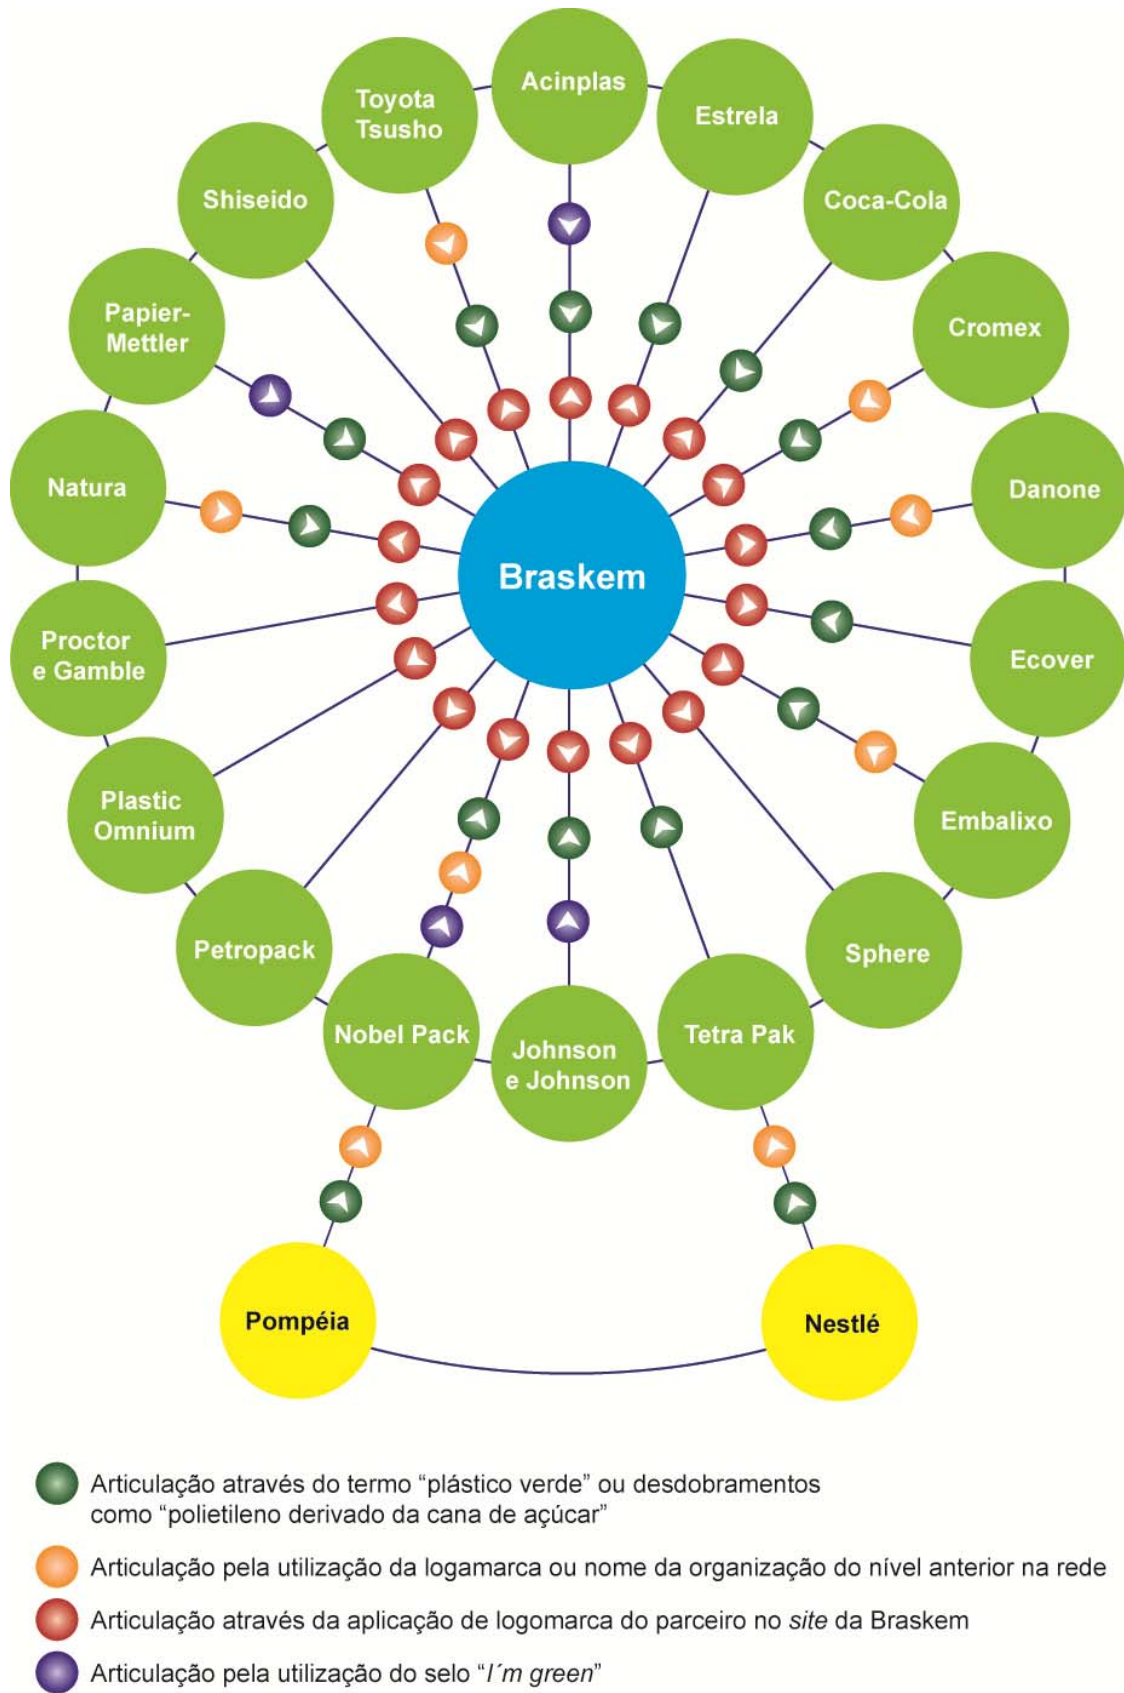 Acinplas
Toyota
Tsusho
Estrela
Shiseido
Coca-Cola
Papier-
Mettler
Cromex
Natura
Danone
Braskem
Proctor
e Gamble
Ecover
Plastic
Omnium
Embalixo
Petropack
Sphere
Nobel Pack
Johnson
e Johnson
Tetra Pak
Pompéia
Nestlé
Articulação através do termo “plástico verde” ou desdobramentos
como “polietileno derivado da cana de açúcar”
Articulação pela utilização da logamarca ou nome da organização do nível anterior na rede
Articulação através da aplicação de logomarca do parceiro no site da Braskem
Articulação pela utilização do selo “I´m green”